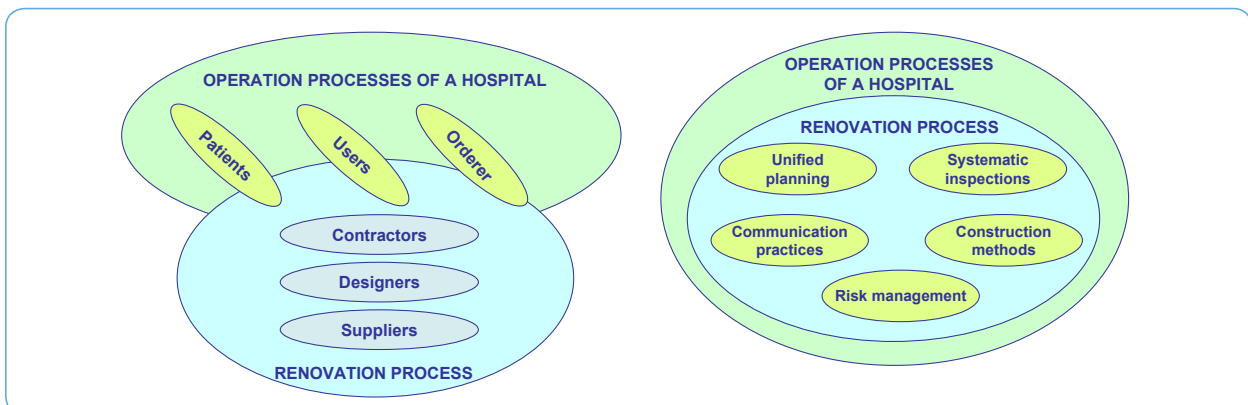 OPERATION PROCESSES OF A HOSPITAL
Patients
Users
Orderer
Contractors
Designers
Suppliers
RENOVATION PROCESS
OPERATION PROCESSES
OF A HOSPITAL
RENOVATION PROCESS
Unified
planning
Systematic
inspections
Communication
practices
Construction
methods
Risk management